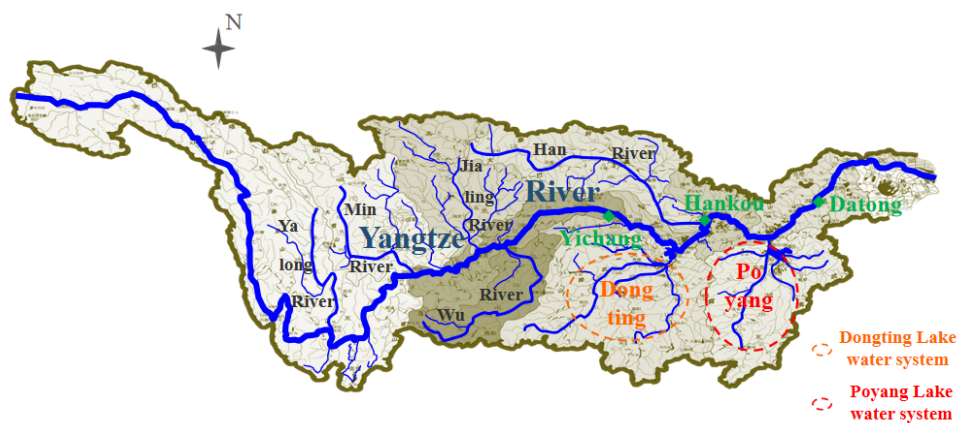 N
Han
River
Jia
ling
River
River
Min
River
Yangtze
Ya
long
River
Wu
River
Yichang
Hankou
Datong
Dong
ting
Po
yang
Dongting Lake
water system
Poyang Lake
water system